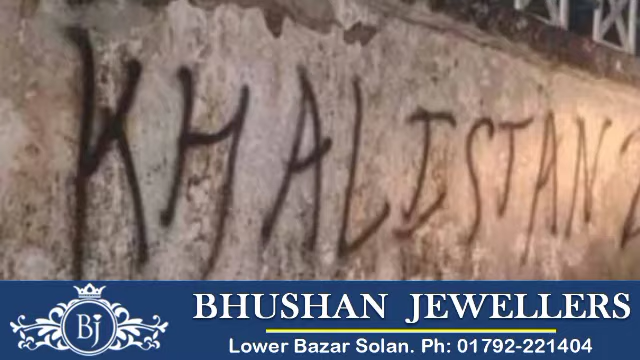 KHALISTAN
BHUSHAN JEWELLERS
Bj
Lower Bazar Solan. Ph: 01792-221404